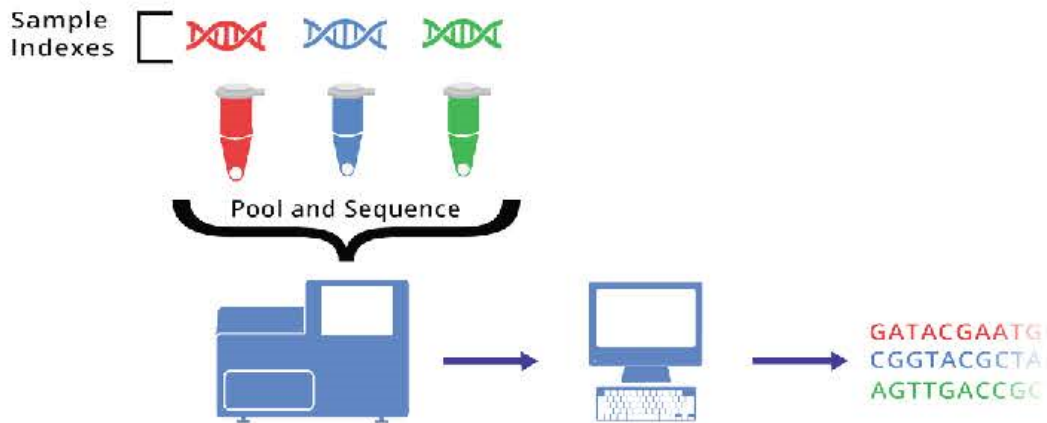 Sample
Indexes
Pool and Sequence
GATACGAATG
CGGTACGCTA
AGTTGACCGC